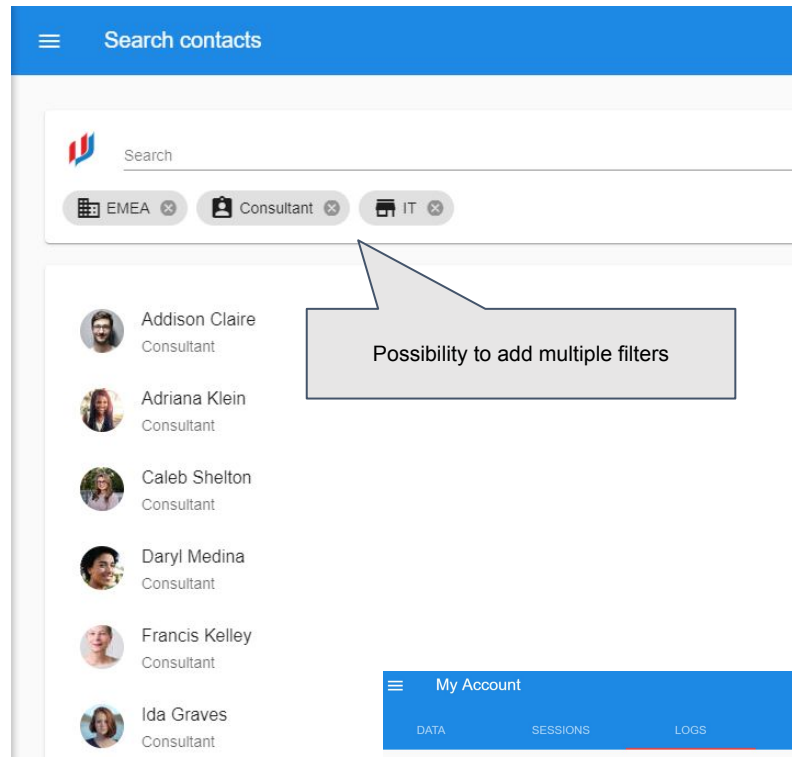 Search contacts
Search
EMEA Consultant IT
Possibility to add multiple filters
Addison Claire
Consultant
Adriana Klein
Consultant
Caleb Shelton
Consultant
Daryl Medina
Consultant
Francis Kelley
Consultant
Ida Graves
Consultant
My Account
DATA SESSIONS LOGS